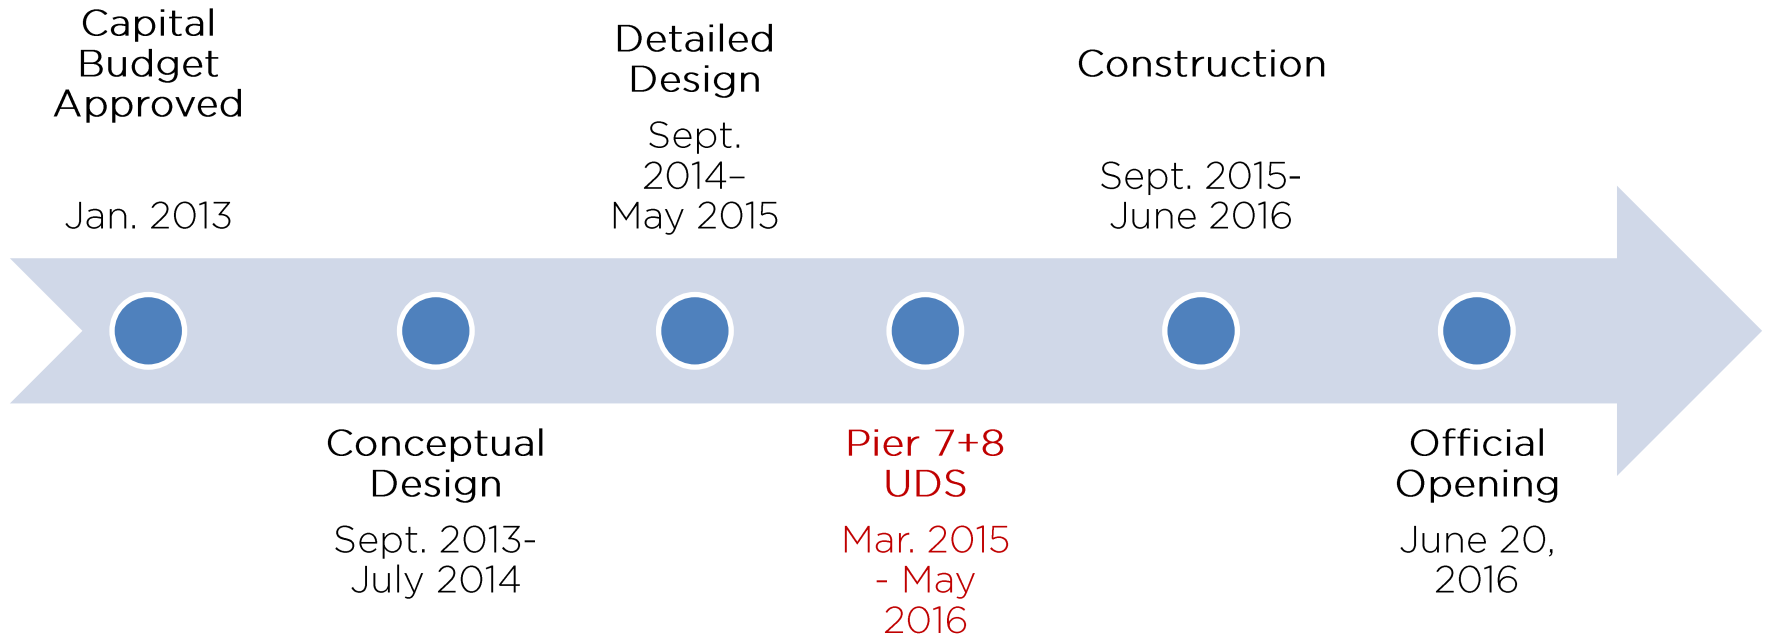 Capital
Budget
Approved
Jan. 2013
Conceptual
Design
Sept. 2013-
July 2014
Detailed
Design
Sept.
2014–
May 2015
Pier 7+8
UDS
Mar. 2015
- May
2016
Construction
Sept. 2015-
June 2016
Official
Opening
June 20,
2016